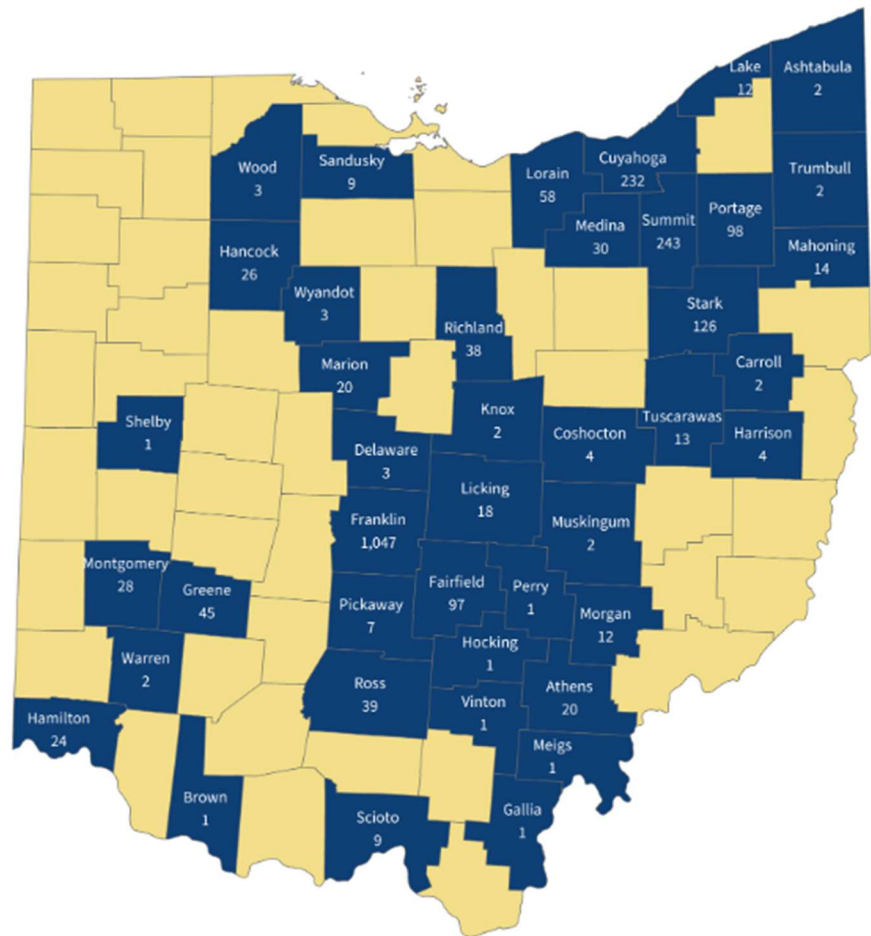 Lake
12
Ashtabula
2
Cuyahoga
232
Wood
3
Sandusky
9
Lorain
58
Trumbull
2
Medina
30
Summit
243
Portage
98
Mahoning
14
Hancock
26
Wyandot
3
Richland
38
Stark
126
Marion
20
Carroll
2
Shelby
1
Knox
2
Coshocton
4
Tuscarawas
13
Harrison
4
Delaware
3
Licking
18
Franklin
1,047
Muskingum
2
Montgomery
28
Greene
45
Pickaway
7
Fairfield
97
Perry
1
Morgan
12
Hocking
1
Warren
2
Ross
39
Vinton
1
Athens
20
Hamilton
24
Meigs
1
Brown
1
Scioto
9
Gallia
1